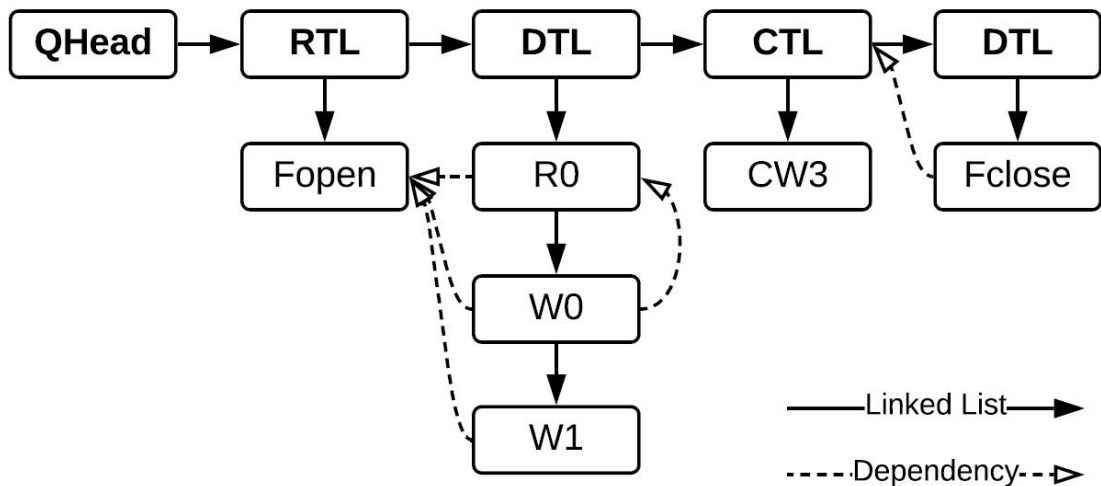 QHead
RTL
DTL
CTL
DTL
Fopen
R0
CW3
Fclose
W0
W1
Linked List
Dependency